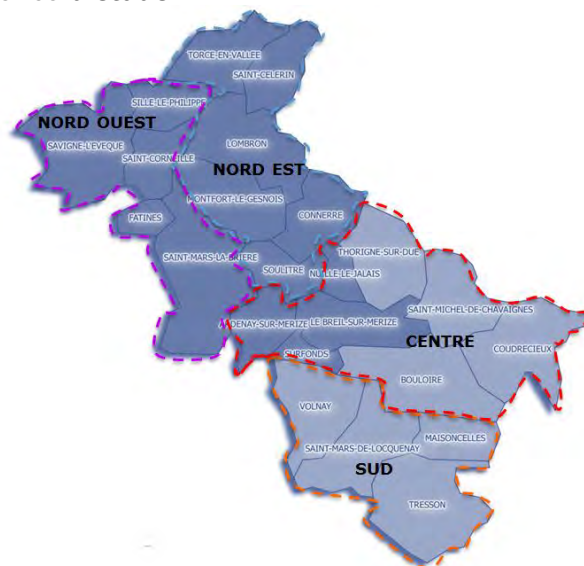 TORCE-EN-VALLEE
SAINT-CELERIN
SILLE-LE-PHILIPPE
NORD OUEST
SAVIGNE-L'EVEQUE
LOMBRON
SAINT-CORNEILLE
NORD EST
MONTFORT-LE-GESNOIS
CONNERRE
FATINES
THORIGNE-SUR-DUE
SAINT-MARS-LA-BRIERE
SOULITRE
NUILLE-LE-JALAIS
SAINT-MICHEL-DE-CHAVAIGNES
ARDENAY-SUR-MERIZE
LE BREIL-SUR-MERIZE
CENTRE
COUDRECIEUX
SURFONDS
BOULOIRE
VOLNAY
MAISONCELLES
SAINT-MARS-DE-LOCQUENAY
SUD
TRESSON